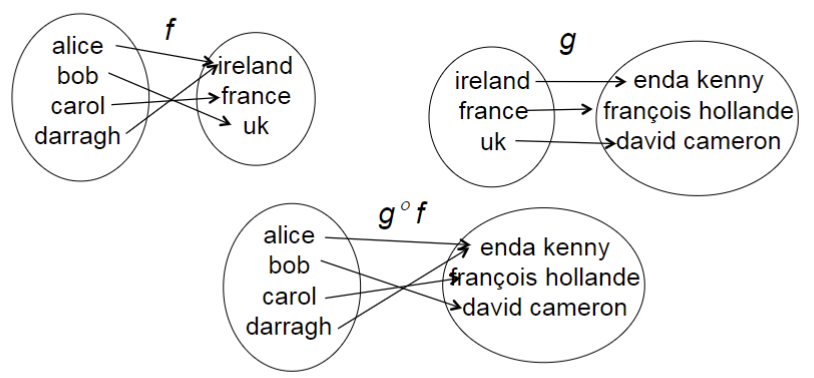 f
alice
bob
carol
darragh
ireland
france
uk
g
ireland
france
uk
enda kenny
françois hollande
david cameron
g ° f
alice
bob
carol
darragh
enda kenny
françois hollande
david cameron